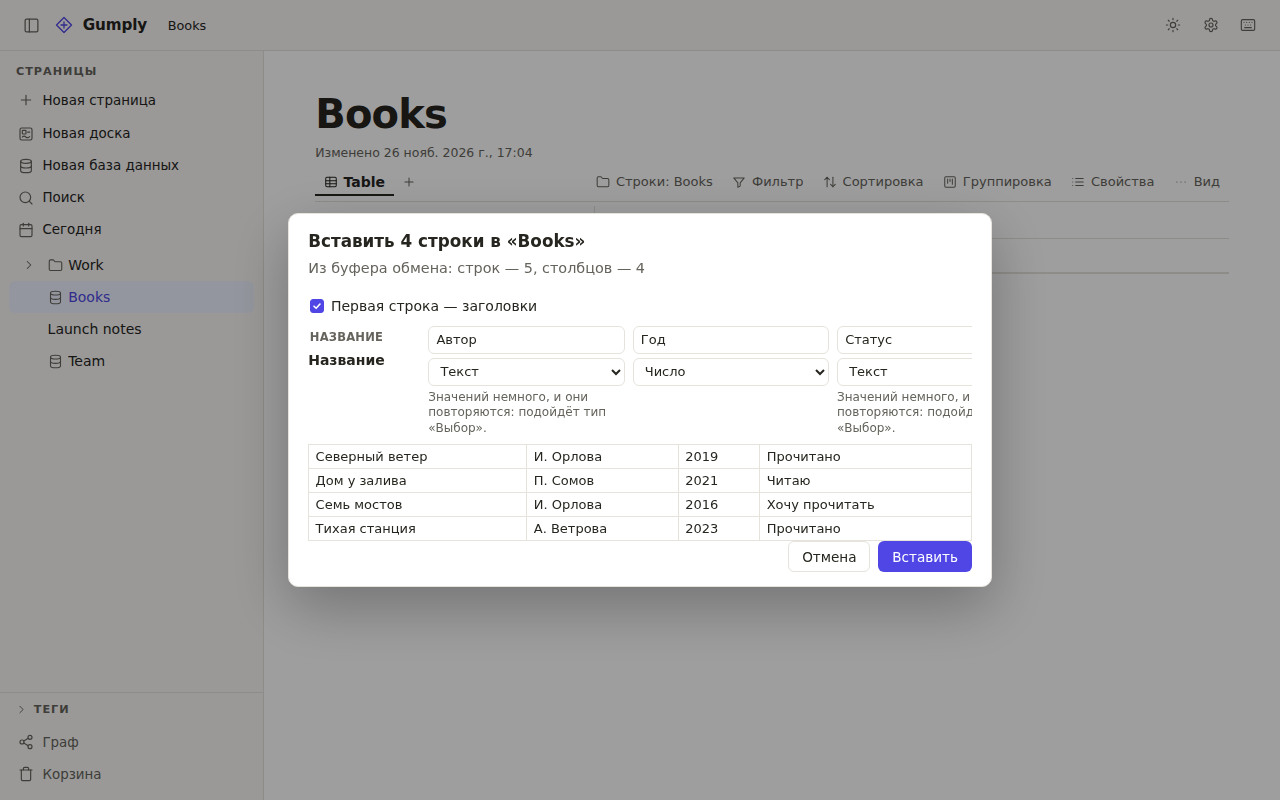 Gumply
Books
СТРАНИЦЫ
Новая страница
Новая доска
Новая база данных
Поиск
Сегодня
Work
Books
Launch notes
Team
ТЕГИ
Граф
Корзина
Books
Изменено 26 нояб. 2026 г., 17:04
Table
Строки: Books
Фильтр
Сортировка
Группировка
Свойства
Вид
Вставить 4 строки в «Books»
Из буфера обмена: строк — 5, столбцов — 4
Первая строка — заголовки
НАЗВАНИЕ
Название
Автор
Текст
Значений немного, и они
повторяются: подойдёт тип
«Выбор».
Год
Число
Статус
Текст
Значений немного, и
повторяются: подойд
«Выбор».
Северный ветер И. Орлова 2019 Прочитано
Дом у залива П. Сомов 2021 Читаю
Семь мостов И. Орлова 2016 Хочу прочитать
Тихая станция А. Ветрова 2023 Прочитано
Отмена
Вставить